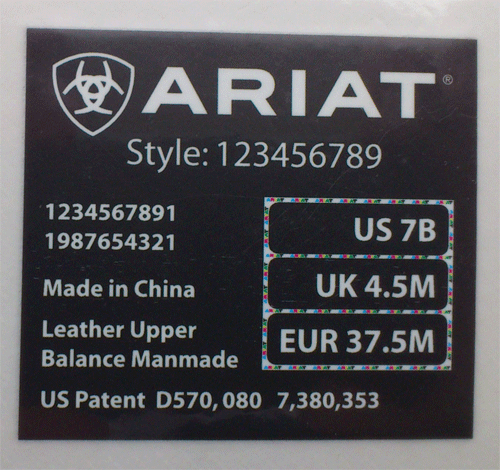 ARIAT®
Style: 123456789
1234567891
1987654321
US 7B
Made in China
UK 4.5M
Leather Upper
Balance Manmade
EUR 37.5M
US Patent D570, 080 7,380,353